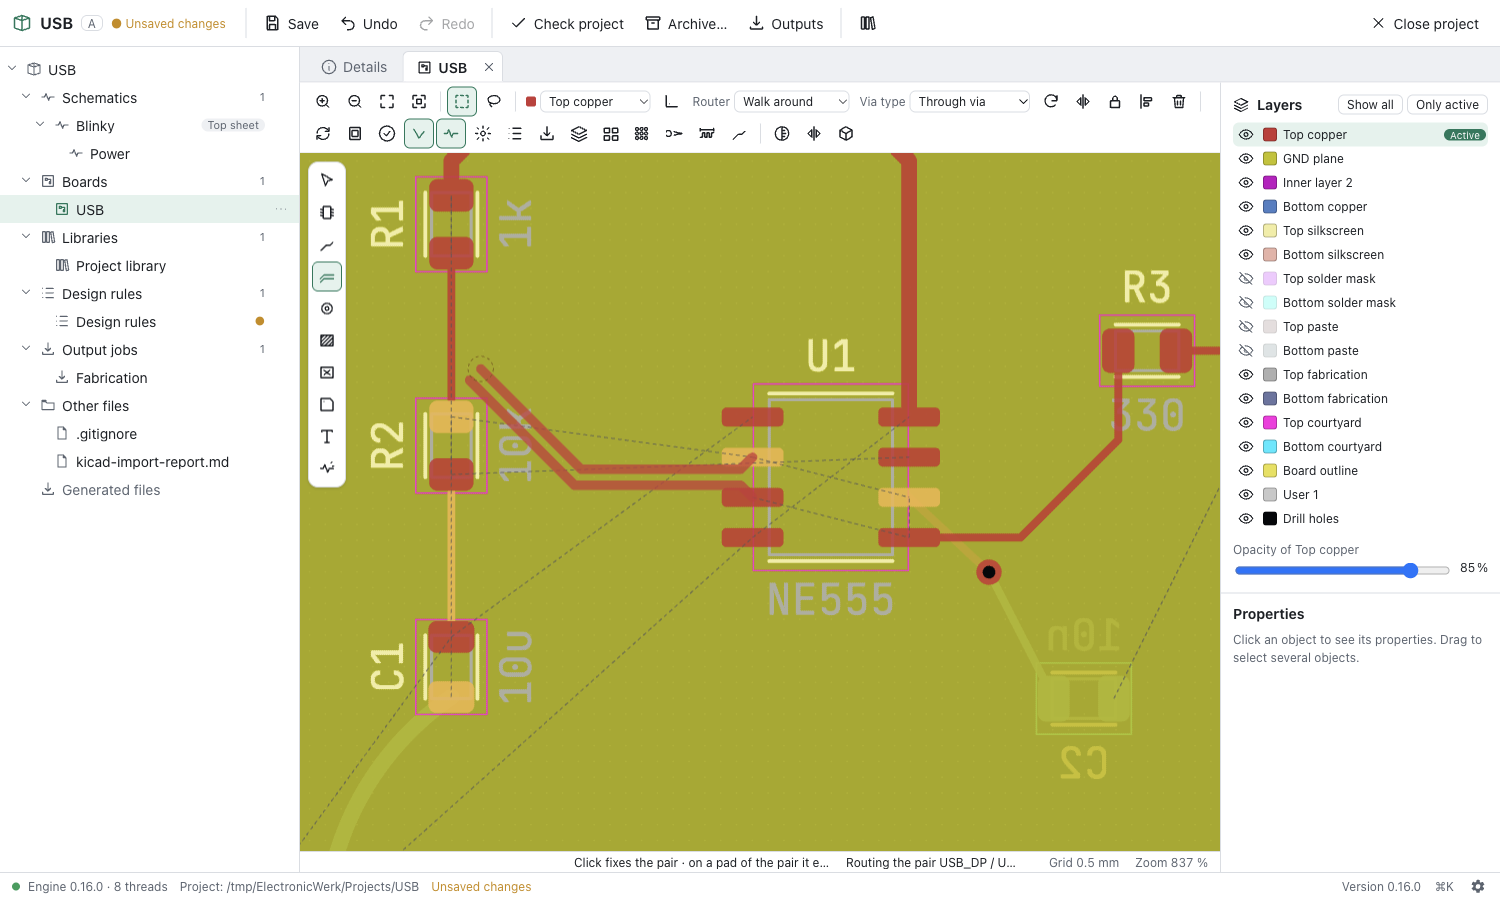 USB A Unsaved changes Save Undo Redo Check project Archive... Outputs Close project
USB
Schematics 1
Blinky Top sheet
Power
Boards 1
USB ...
Libraries 1
Project library
Design rules 1
Design rules
Output jobs 1
Fabrication
Other files
.gitignore
kicad-import-report.md
Generated files
Details USB
Top copper Router Walk around Via type Through via
R1
1k
R2
C1
10u
U1
NE555
R3
330
10n
C2
Click fixes the pair · on a pad of the pair it e... Routing the pair USB_DP / U... Grid 0.5 mm Zoom 837 %
Layers Show all Only active
Top copper Active
GND plane
Inner layer 2
Bottom copper
Top silkscreen
Bottom silkscreen
Top solder mask
Bottom solder mask
Top paste
Bottom paste
Top fabrication
Bottom fabrication
Top courtyard
Bottom courtyard
Board outline
User 1
Drill holes
Opacity of Top copper
85 %
Properties
Click an object to see its properties. Drag to
select several objects.
Engine 0.16.0 · 8 threads Project: /tmp/ElectronicWerk/Projects/USB Unsaved changes Version 0.16.0 ⌘K